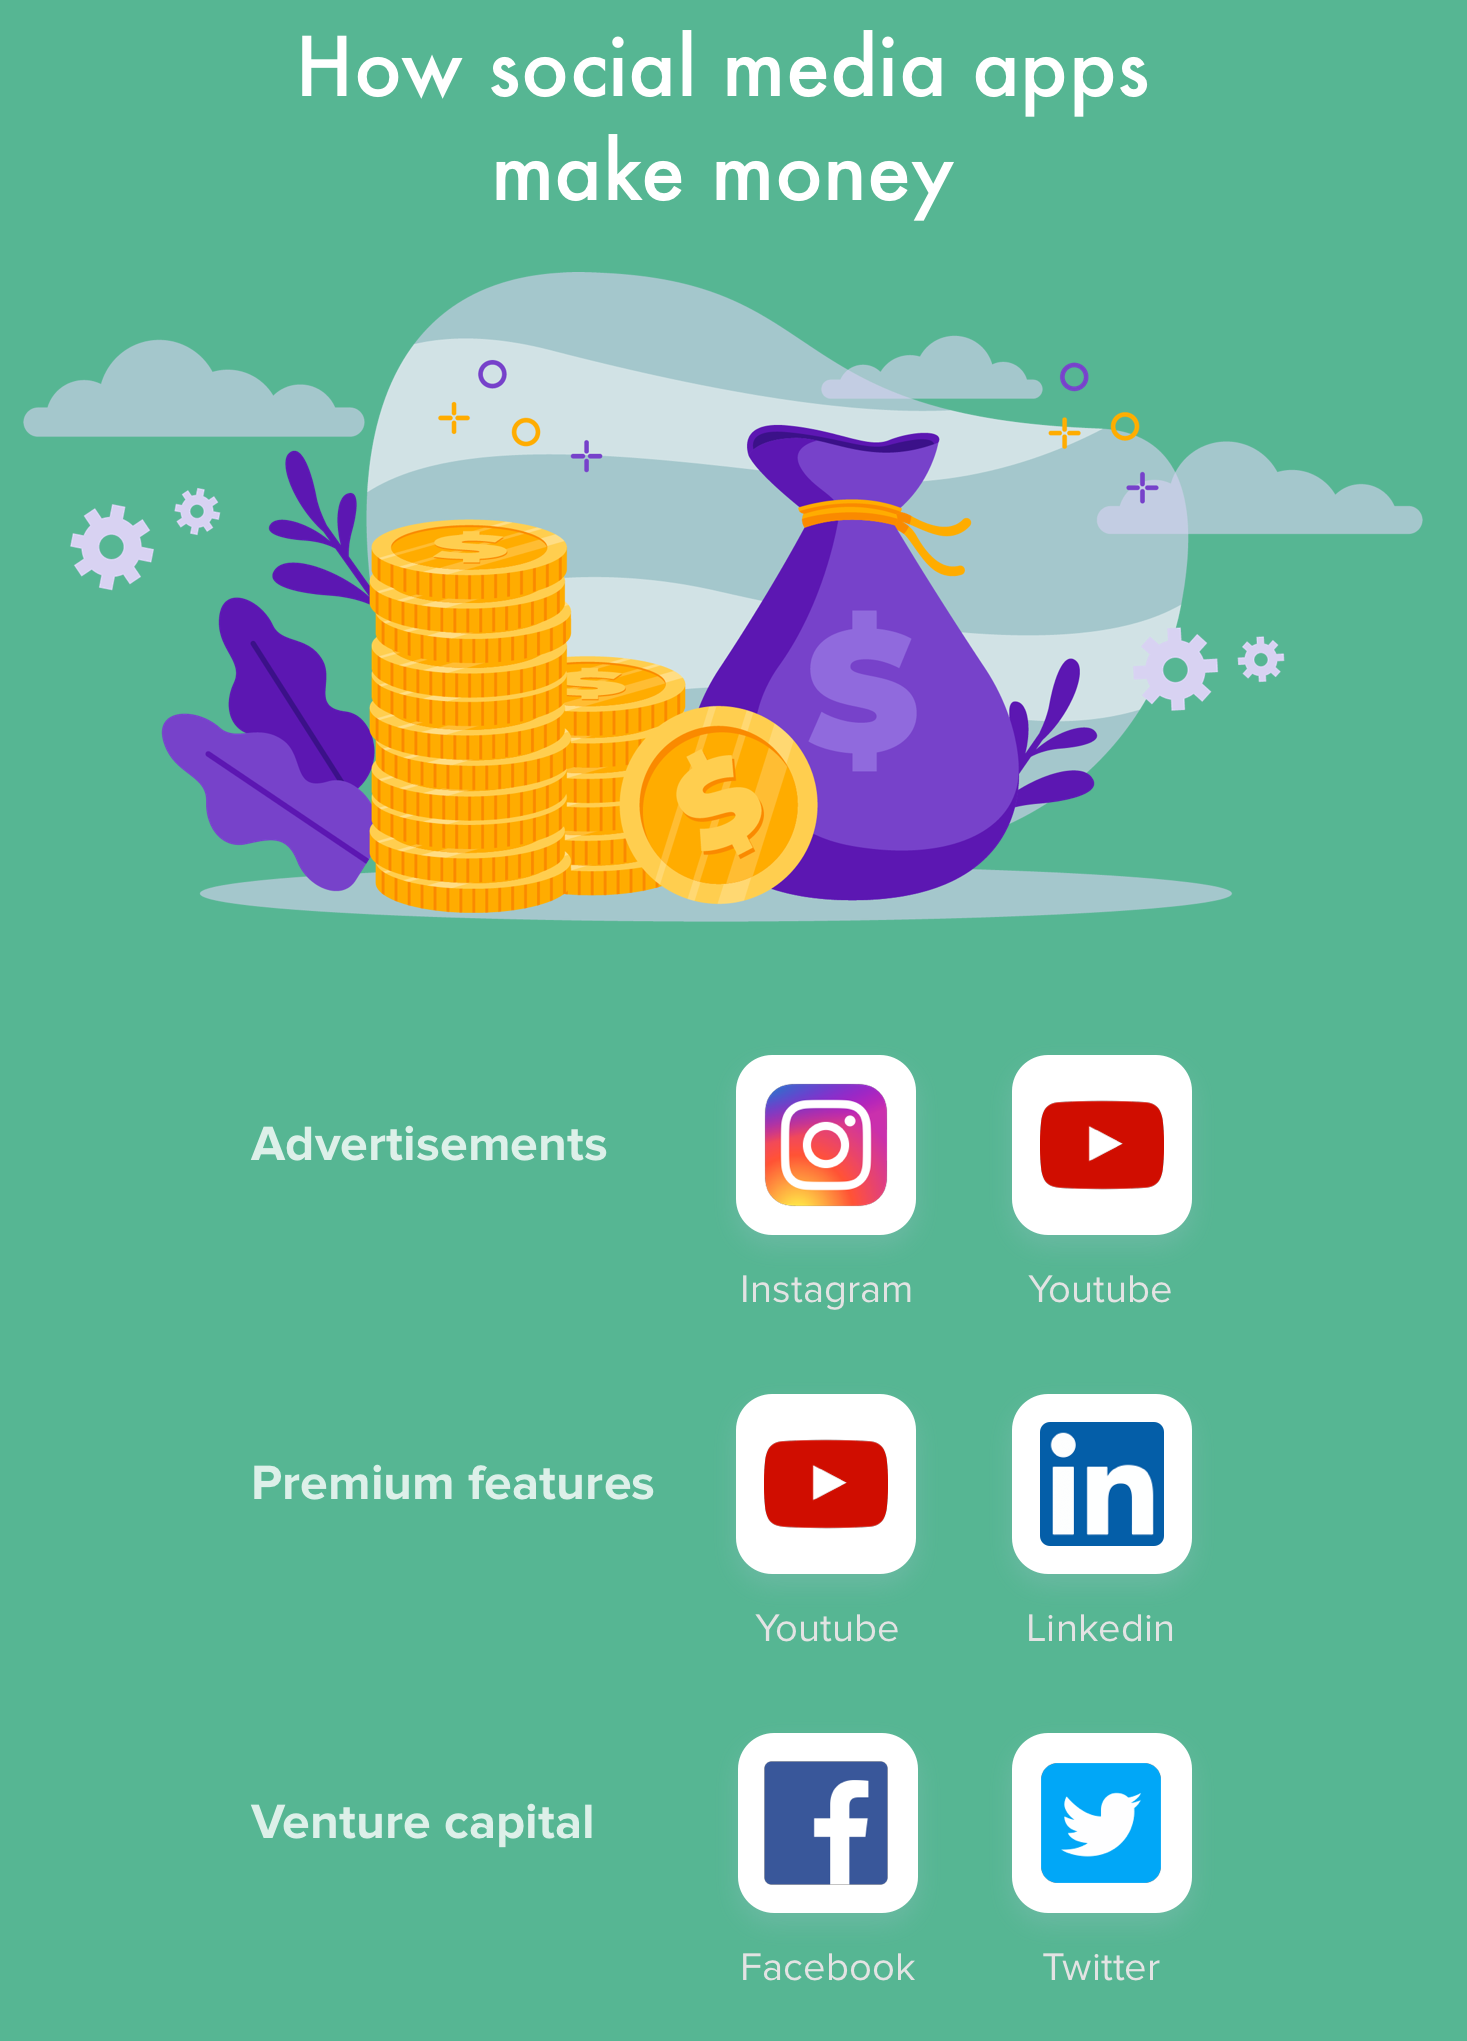 How social media apps
make money
$
$
$
$
Advertisements
Instagram
Youtube
Premium features
in
Youtube
Linkedin
Venture capital
f
Facebook
Twitter